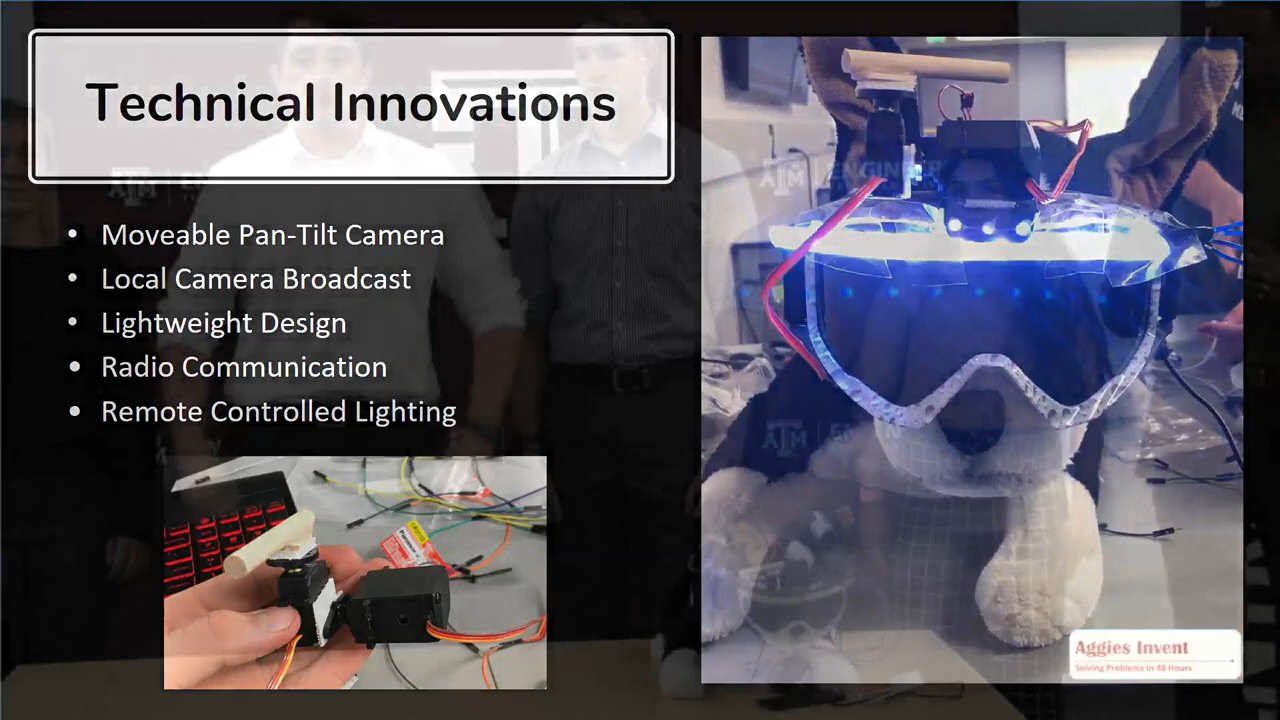 Technical Innovations
• Moveable Pan-Tilt Camera
• Local Camera Broadcast
• Lightweight Design
• Radio Communication
• Remote Controlled Lighting
Aggies Invent
Solving Problems In 48 Hours